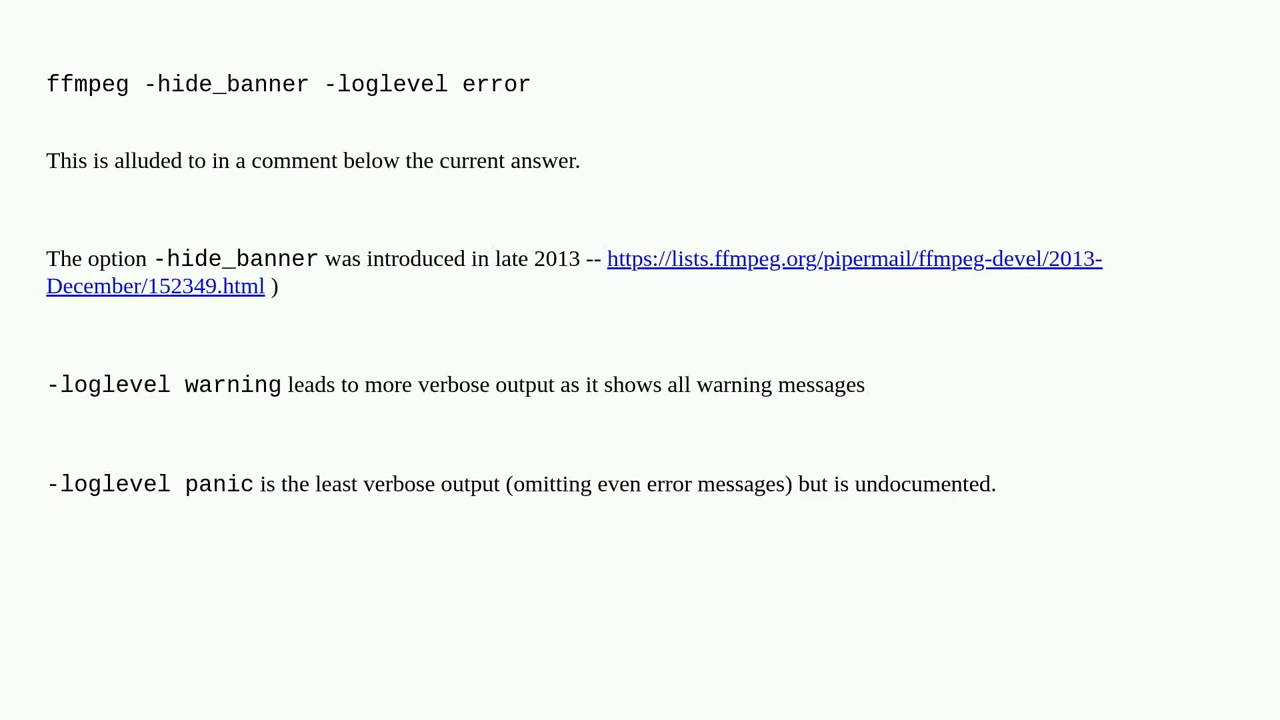 ffmpeg -hide_banner -loglevel error
This is alluded to in a comment below the current answer.
The option -hide_banner was introduced in late 2013 -- https://lists.ffmpeg.org/pipermail/ffmpeg-devel/2013-
December/152349.html )
-loglevel warning leads to more verbose output as it shows all warning messages
-loglevel panic is the least verbose output (omitting even error messages) but is undocumented.